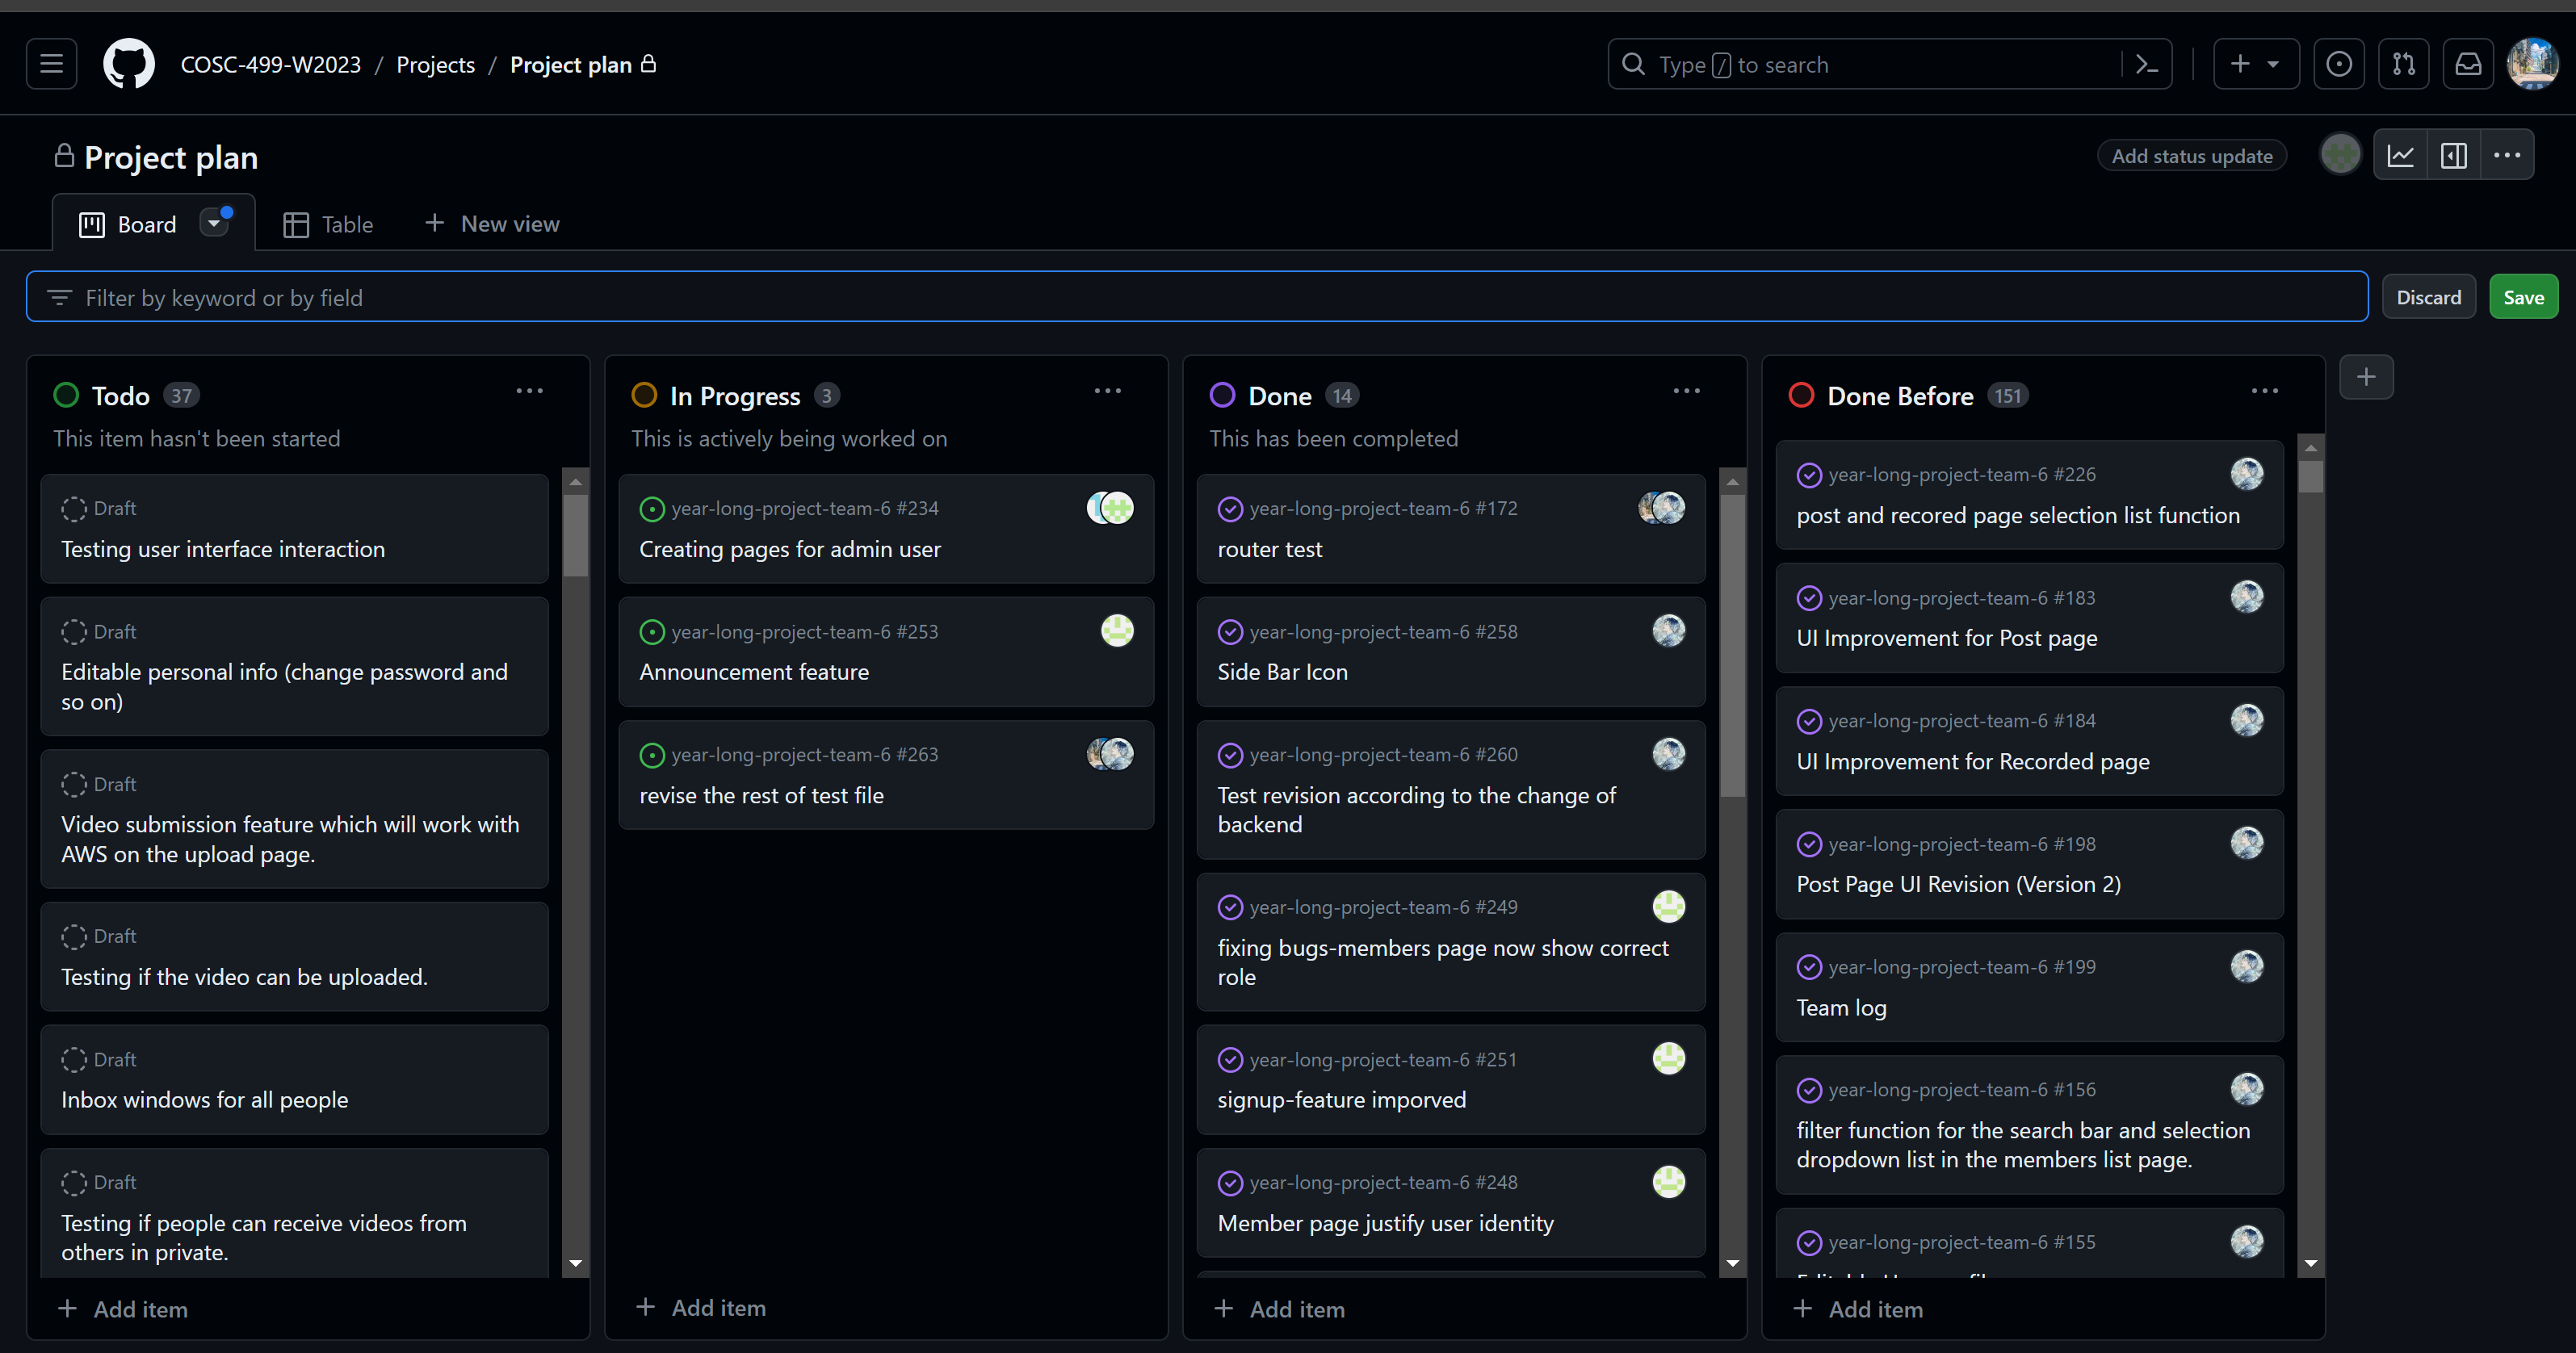 COSC-499-W2023 / Projects / Project plan
Type / to search
Project plan
Add status update
Board
Table
New view
Filter by keyword or by field
Discard
Save
Todo 37
This item hasn't been started
Draft
Testing user interface interaction
Draft
Editable personal info (change password and
so on)
Draft
Video submission feature which will work with
AWS on the upload page.
Draft
Testing if the video can be uploaded.
Draft
Inbox windows for all people
Draft
Testing if people can receive videos from
others in private.
Add item
In Progress 3
This is actively being worked on
year-long-project-team-6 #234
Creating pages for admin user
year-long-project-team-6 #253
Announcement feature
year-long-project-team-6 #263
revise the rest of test file
Add item
Done 14
This has been completed
year-long-project-team-6 #172
router test
year-long-project-team-6 #258
Side Bar Icon
year-long-project-team-6 #260
Test revision according to the change of
backend
year-long-project-team-6 #249
fixing bugs-members page now show correct
role
year-long-project-team-6 #251
signup-feature imporved
year-long-project-team-6 #248
Member page justify user identity
Add item
Done Before 151
year-long-project-team-6 #226
post and recored page selection list function
year-long-project-team-6 #183
UI Improvement for Post page
year-long-project-team-6 #184
UI Improvement for Recorded page
year-long-project-team-6 #198
Post Page UI Revision (Version 2)
year-long-project-team-6 #199
Team log
year-long-project-team-6 #156
filter function for the search bar and selection
dropdown list in the members list page.
year-long-project-team-6 #155
Add item